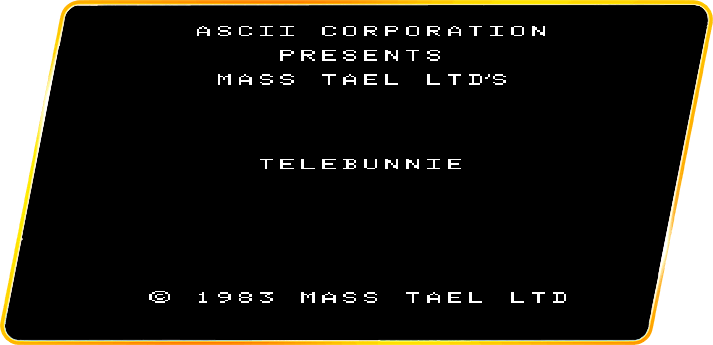 ASCII CORPORATION
PRESENTS
MASS TAEL LTD'S
TELEBUNNIE
© 1983 MASS TAEL LTD